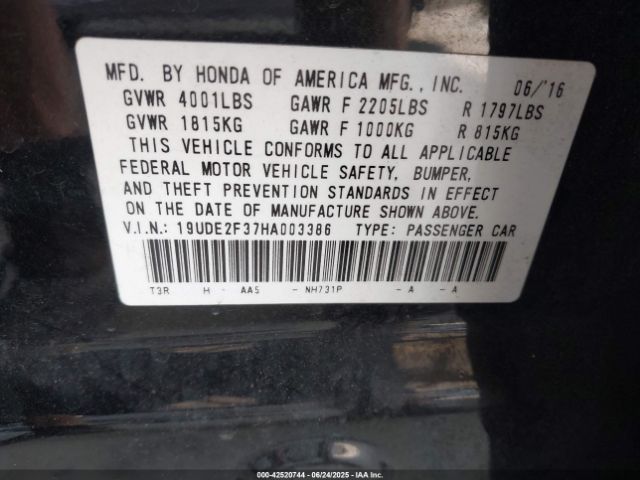 MFD. BY HONDA OF AMERICA MFG., INC. 06/'16
GVWR 4001LBS GAWR F 2205LBS R 1797LBS
GVWR 1815KG GAWR F 1000KG R 815KG
THIS VEHICLE CONFORMS TO ALL APPLICABLE
FEDERAL MOTOR VEHICLE SAFETY, BUMPER,
AND THEFT PREVENTION STANDARDS IN EFFECT
ON THE DATE OF MANUFACTURE SHOWN ABOVE.
V.I.N.: 19UDE2F37HA003386 TYPE: PASSENGER CAR
T3R H - AA5 - NH731P - A - A
00-42520744 - 06/24/2025 - IAA Inc.